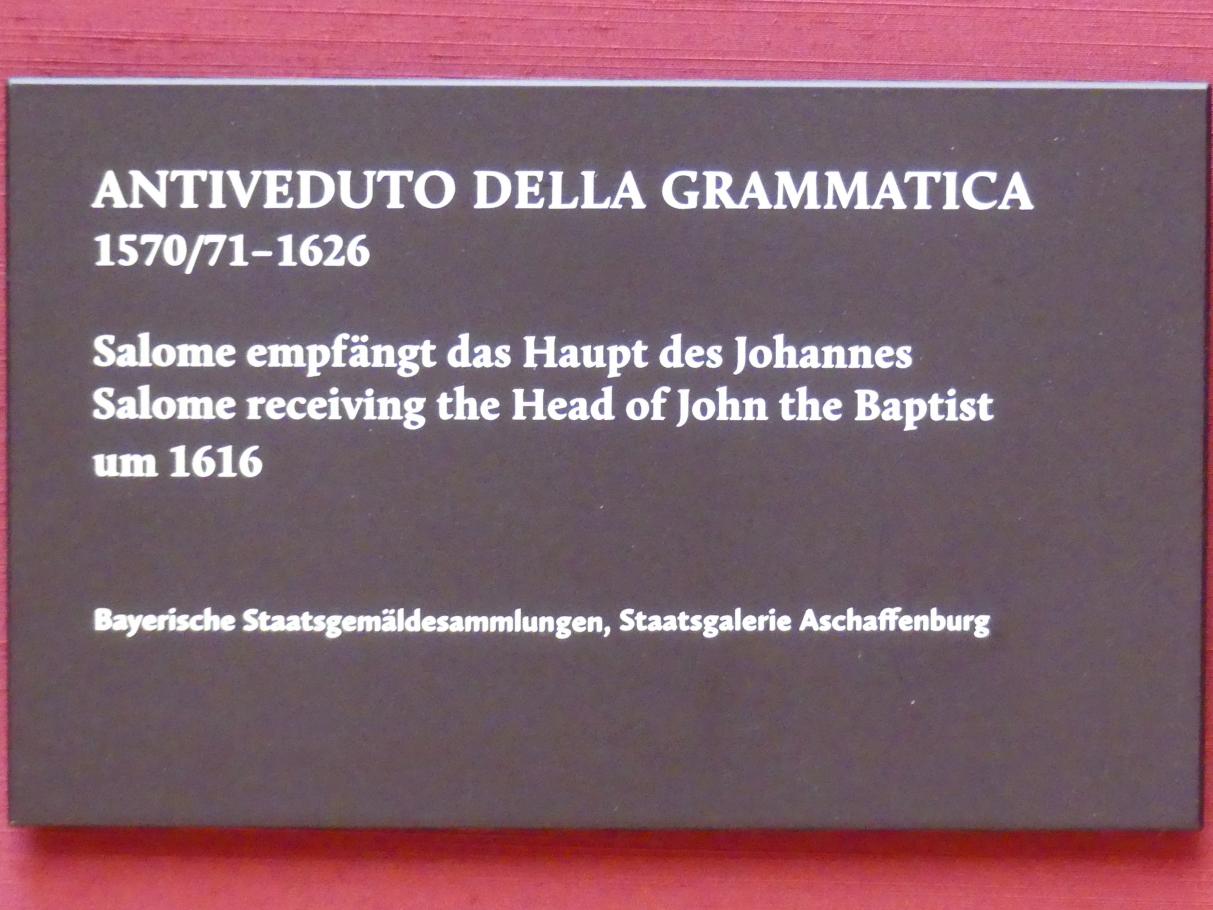 ANTIVEDUTO DELLA GRAMMATICA
1570/71–1626
Salome empfängt das Haupt des Johannes
Salome receiving the Head of John the Baptist
um 1616
Bayerische Staatsgemäldesammlungen, Staatsgalerie Aschaffenburg